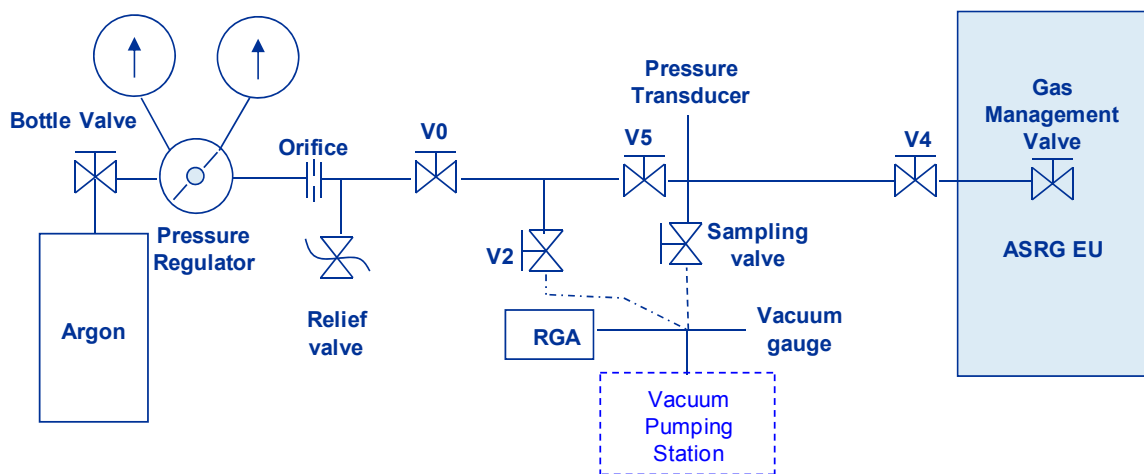 Bottle Valve
Orifice
V0
Pressure
Transducer
V5
V4
Gas
Management
Valve
Pressure
Regulator
V2
Sampling
valve
ASRG EU
Argon
Relief
valve
RGA
Vacuum
gauge
Vacuum
Pumping
Station